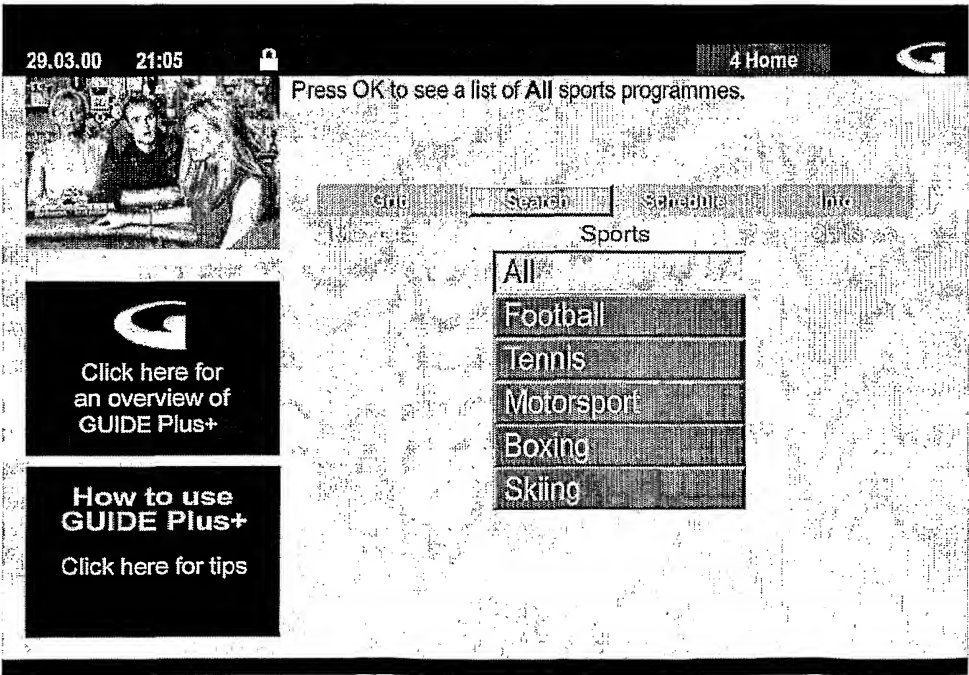 29.03.00 21:05 4 Home
Press OK to see a list of All sports programmes.
Grid Search Schedule Info
Sports
All
Football
Tennis
Motorsport
Boxing
Skiing
Click here for
an overview of
GUIDE Plus+
How to use
GUIDE Plus+
Click here for tips